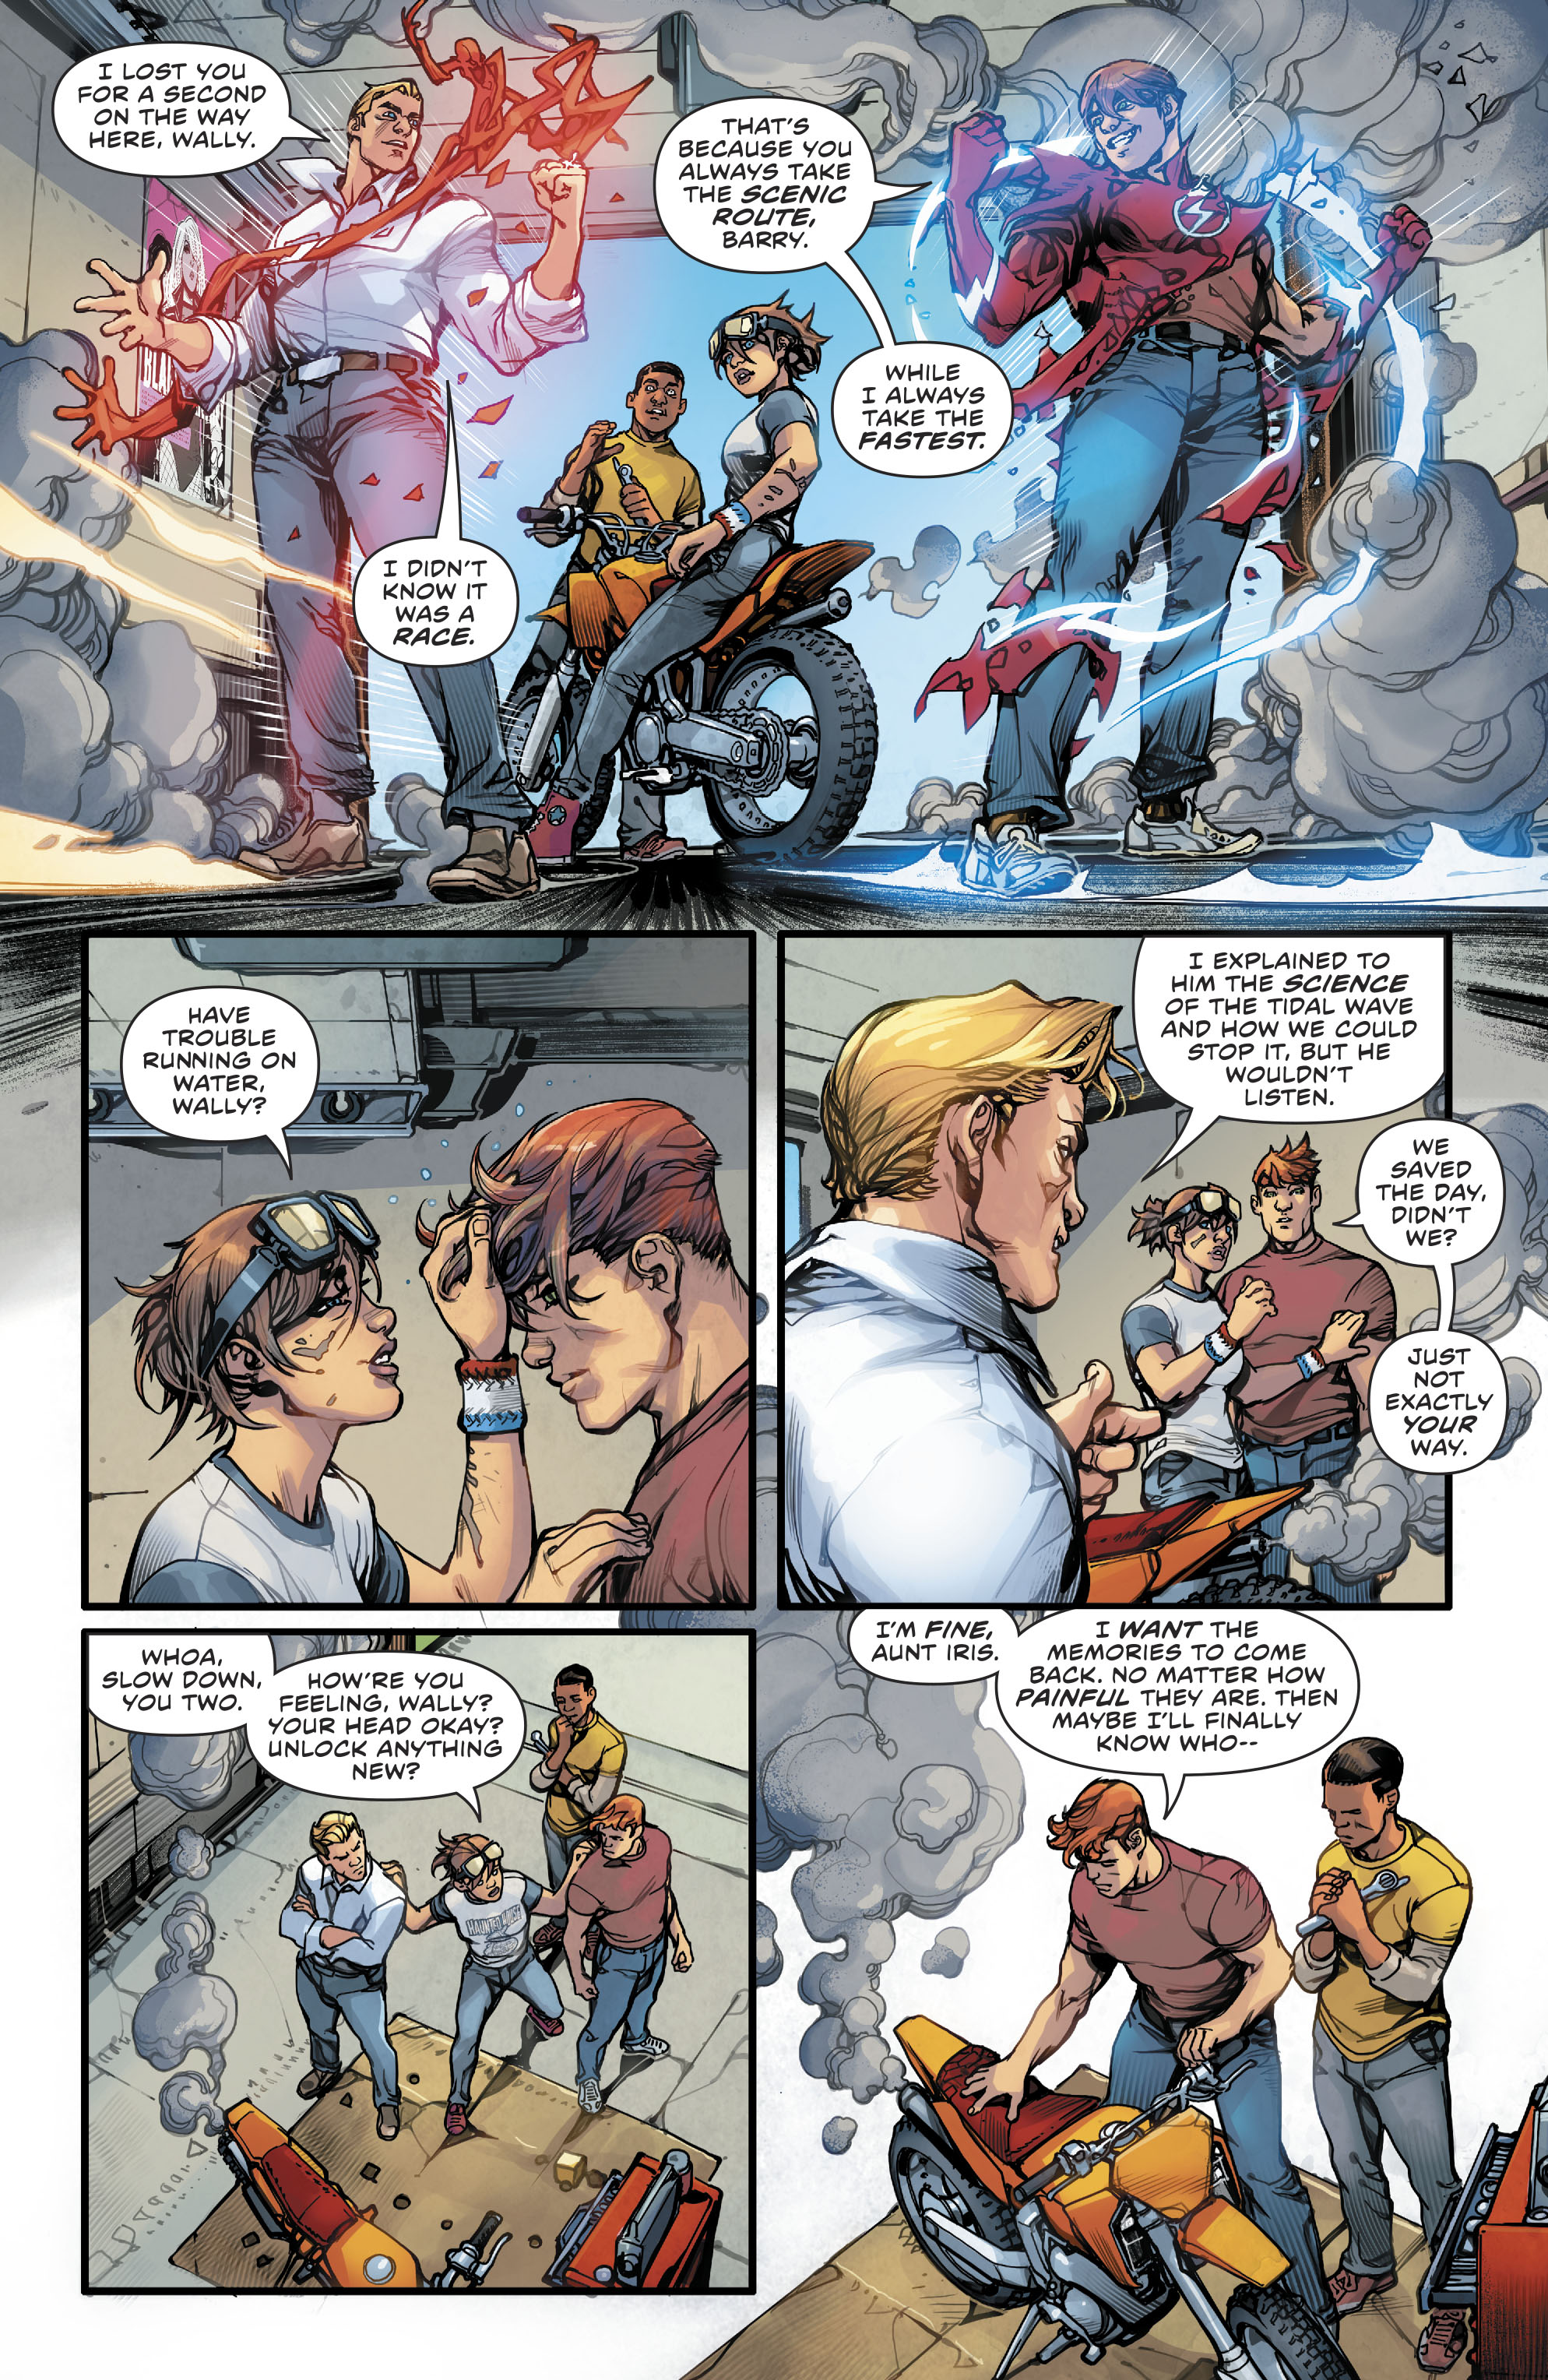 I LOST YOU
FOR A SECOND
ON THE WAY
HERE, WALLY.
THAT'S
BECAUSE YOU
ALWAYS TAKE
THE SCENIC
ROUTE,
BARRY.
WHILE
I ALWAYS
TAKE THE
FASTEST.
I DIDN'T
KNOW IT
WAS A
RACE.
HAVE
TROUBLE
RUNNING ON
WATER,
WALLY?
I EXPLAINED TO
HIM THE SCIENCE
OF THE TIDAL WAVE
AND HOW WE COULD
STOP IT, BUT HE
WOULDN'T
LISTEN.
WE
SAVED
THE DAY,
DIDN'T
WE?
JUST
NOT
EXACTLY
YOUR
WAY.
WHOA,
SLOW DOWN,
YOU TWO.
HOW'RE YOU
FEELING, WALLY?
YOUR HEAD OKAY?
UNLOCK ANYTHING
NEW?
HAUNTED HOUSE
I'M FINE,
AUNT IRIS.
I WANT THE
MEMORIES TO COME
BACK. NO MATTER HOW
PAINFUL THEY ARE. THEN
MAYBE I'LL FINALLY
KNOW WHO--